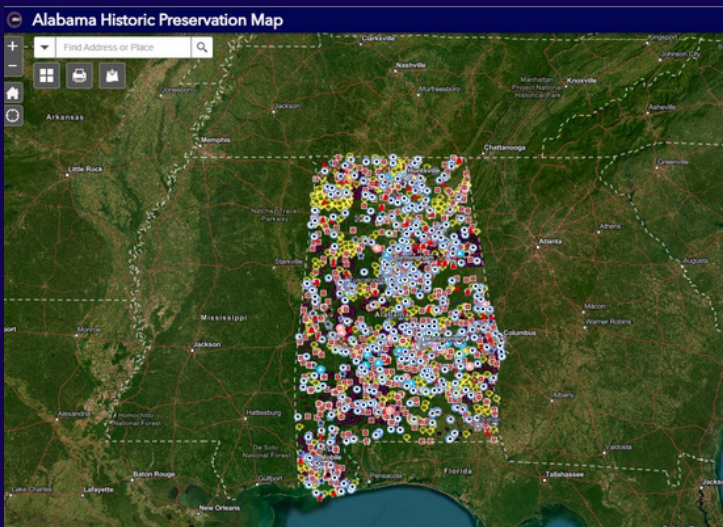 Alabama Historic Preservation Map
+
Find Address or Place
−
Clarksville
Kingsport
Johnson City
Nashville
Murfreesboro
Manhattan
Project National
Historical Park
Knoxville
Jonesboro
Jackson
Asheville
Arkansas
Memphis
Chattanooga
Greenville
Little Rock
Huntsville
Natchez Trace
Parkway
Athens
Atlanta
Starkville
Augusta
Macon
Warner Robins
Mississippi
Alabama
Columbus
Monroe
Jackson
Albany
Alexandria
Homochitto
National Forest
Hattiesburg
Valdosta
De Soto
National Forest
Mobile
Baton Rouge
Gulfport
Pensacola
Florida
Tallahassee
Lake Charles
Lafayette
New Orleans